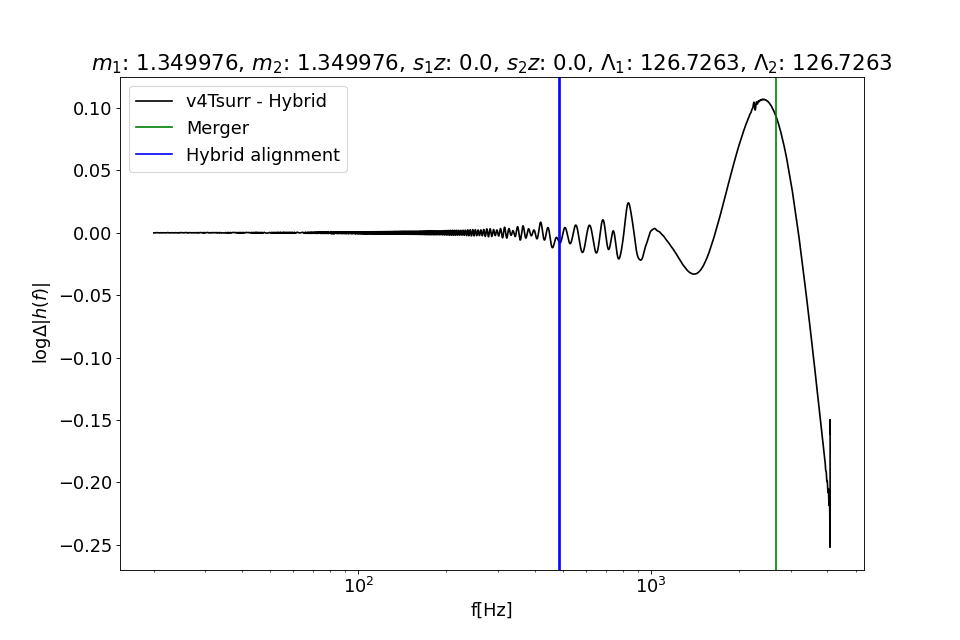 m₁: 1.349976, m₂: 1.349976, s₁z: 0.0, s₂z: 0.0, Λ₁: 126.7263, Λ₂: 126.7263
v4Tsurr - Hybrid
Merger
Hybrid alignment
0.10
0.05
0.00
−0.05
−0.10
−0.15
−0.20
−0.25
logΔ|h(f)|
10² 10³
f[Hz]